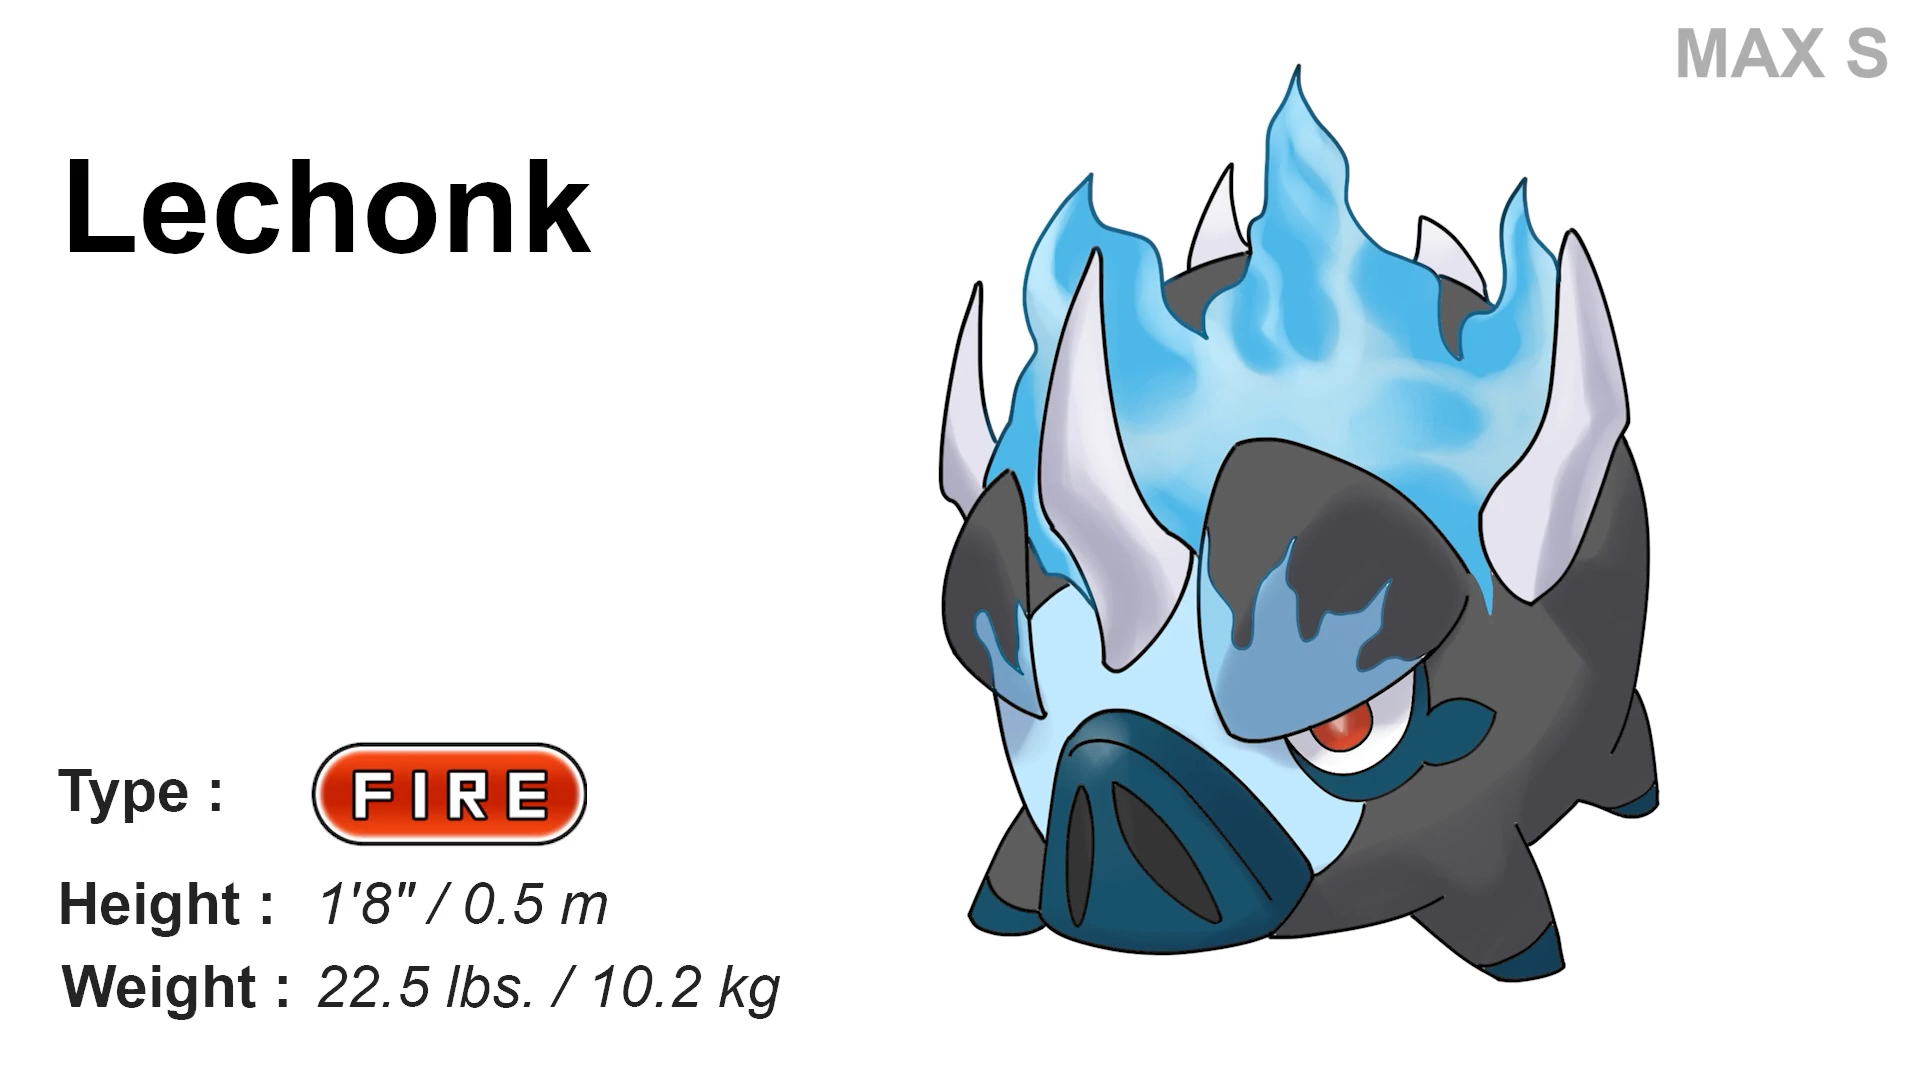 MAX S
Lechonk
Type : FIRE
Height : 1'8" / 0.5 m
Weight : 22.5 lbs. / 10.2 kg